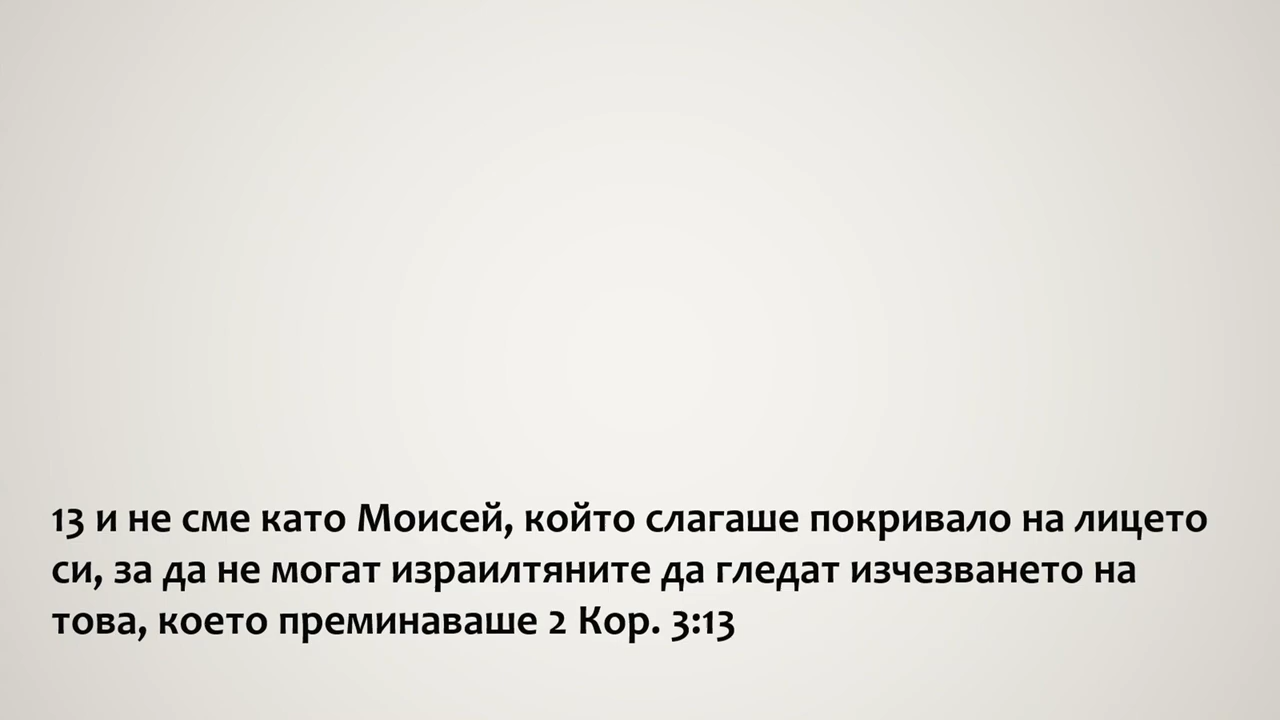 13 и не сме като Моисей, който слагаше покривало на лицето
си, за да не могат израилтяните да гледат изчезването на
това, което преминаваше 2 Кор. 3:13